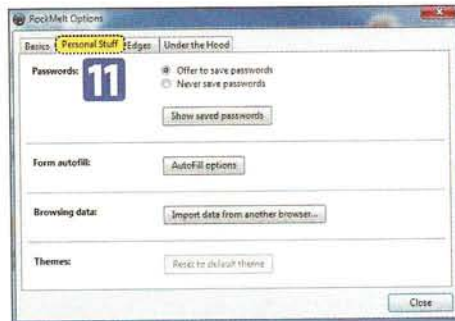 RockMelt Options
Basics Personal Stuff Edges Under the Hood
Passwords:
11
Offer to save passwords
Never save passwords
Show saved passwords
Form autofill:
AutoFill options
Browsing data:
Import data from another browser...
Themes:
Reset to default theme
Close